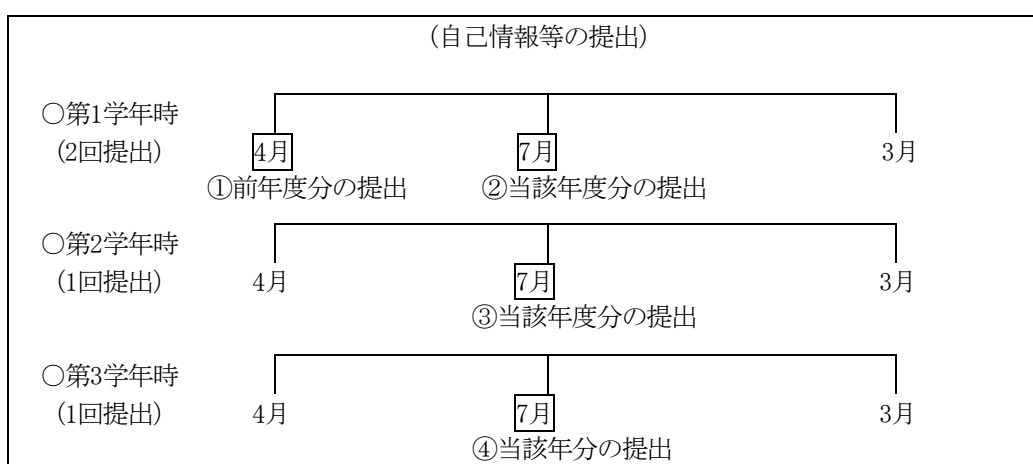 (自己情報等の提出)
○第1学年時
(2回提出) 4月 7月 3月
①前年度分の提出 ②当該年度分の提出
○第2学年時
(1回提出) 4月 7月 3月
③当該年度分の提出
○第3学年時
(1回提出) 4月 7月 3月
④当該年分の提出